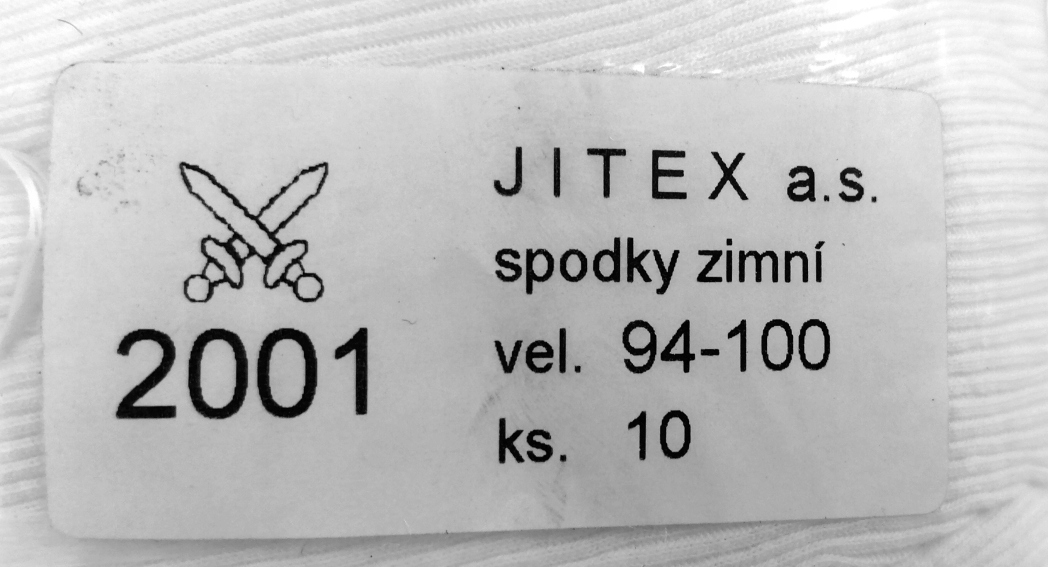 JITEX a.s.
spodky zimní
vel. 94-100
ks. 10
2001